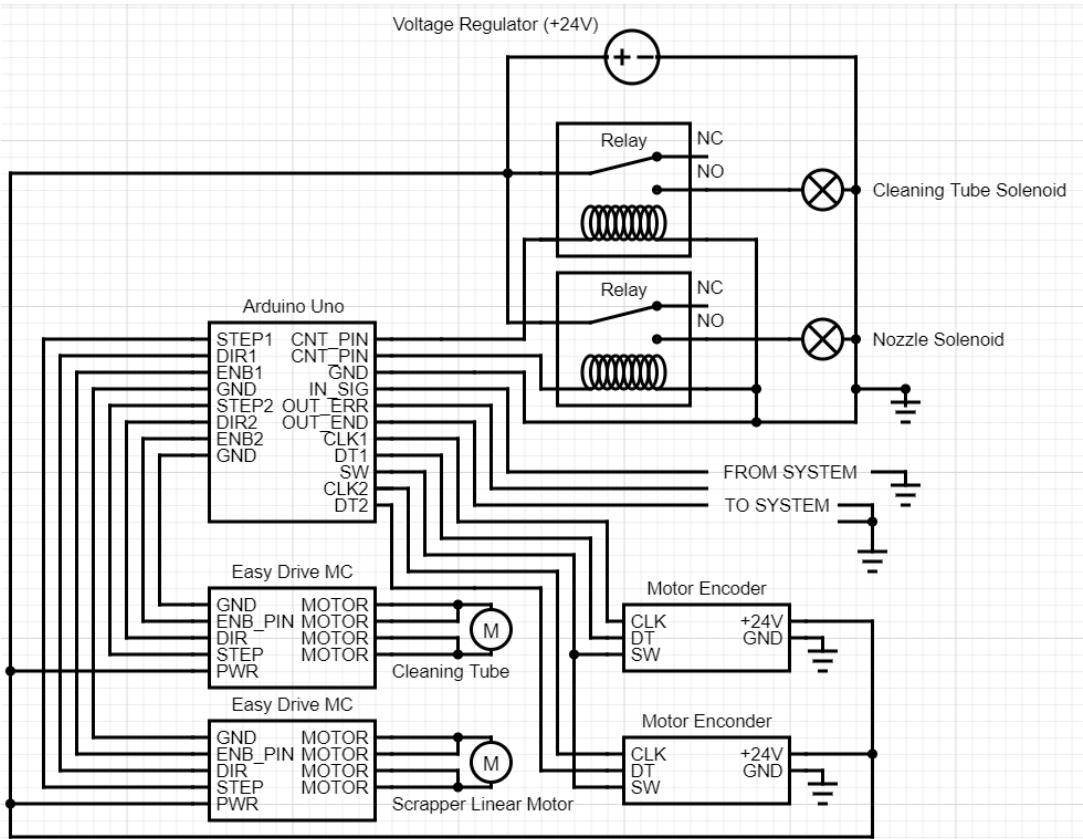 Voltage Regulator (+24V)
+ −
Relay
NC
NO
Cleaning Tube Solenoid
Relay
NC
NO
Nozzle Solenoid
Arduino Uno
STEP1 CNT_PIN
DIR1 CNT_PIN
ENB1 GND
GND IN_SIG
STEP2 OUT_ERR
DIR2 OUT_END
ENB2 CLK1
GND DT1
SW
CLK2
DT2
FROM SYSTEM
TO SYSTEM
Easy Drive MC
GND MOTOR
ENB_PIN MOTOR
DIR MOTOR
STEP MOTOR
PWR
M
Cleaning Tube
Motor Encoder
CLK +24V
DT GND
SW
Easy Drive MC
GND MOTOR
ENB_PIN MOTOR
DIR MOTOR
STEP MOTOR
PWR
M
Scrapper Linear Motor
Motor Enconder
CLK +24V
DT GND
SW